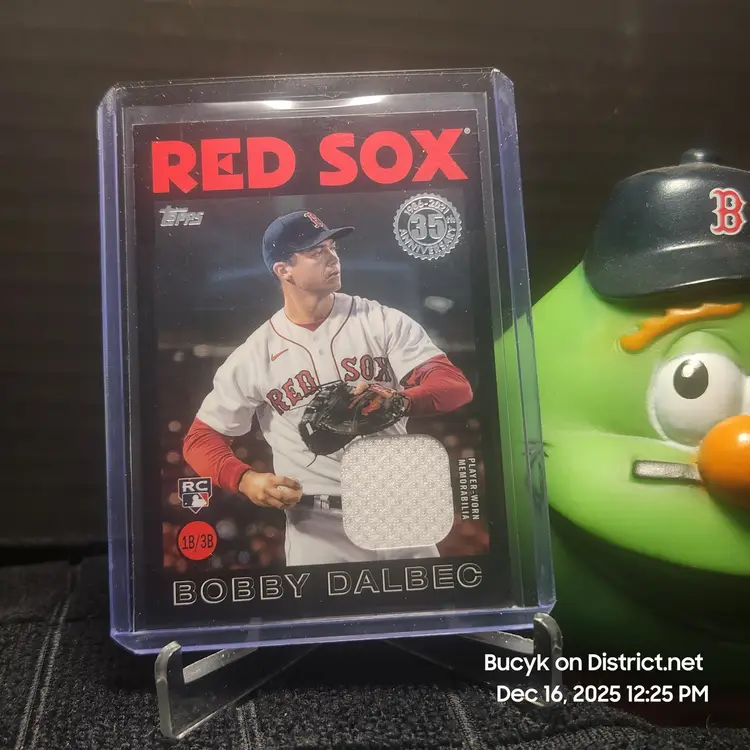 RED SOX
Topps
1986-2021
35
ANNIVERSARY
B
RED SOX
PLAYER-WORN
MEMORABILIA
RC
1B/3B
BOBBY DALBEC
Bucyk on District.net
Dec 16, 2025 12:25 PM